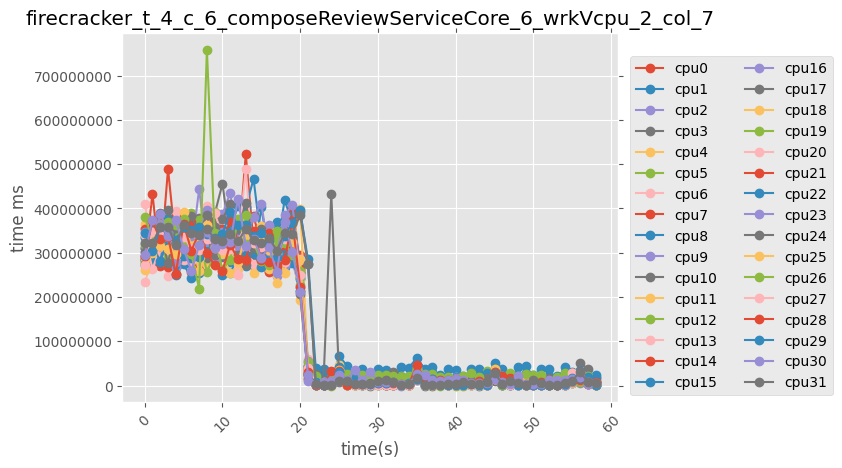 firecracker_t_4_c_6_composeReviewServiceCore_6_wrkVcpu_2_col_7
700000000
600000000
500000000
400000000
300000000
200000000
100000000
0
time ms
0
10
20
30
40
50
60
time(s)
cpu0
cpu1
cpu2
cpu3
cpu4
cpu5
cpu6
cpu7
cpu8
cpu9
cpu10
cpu11
cpu12
cpu13
cpu14
cpu15
cpu16
cpu17
cpu18
cpu19
cpu20
cpu21
cpu22
cpu23
cpu24
cpu25
cpu26
cpu27
cpu28
cpu29
cpu30
cpu31